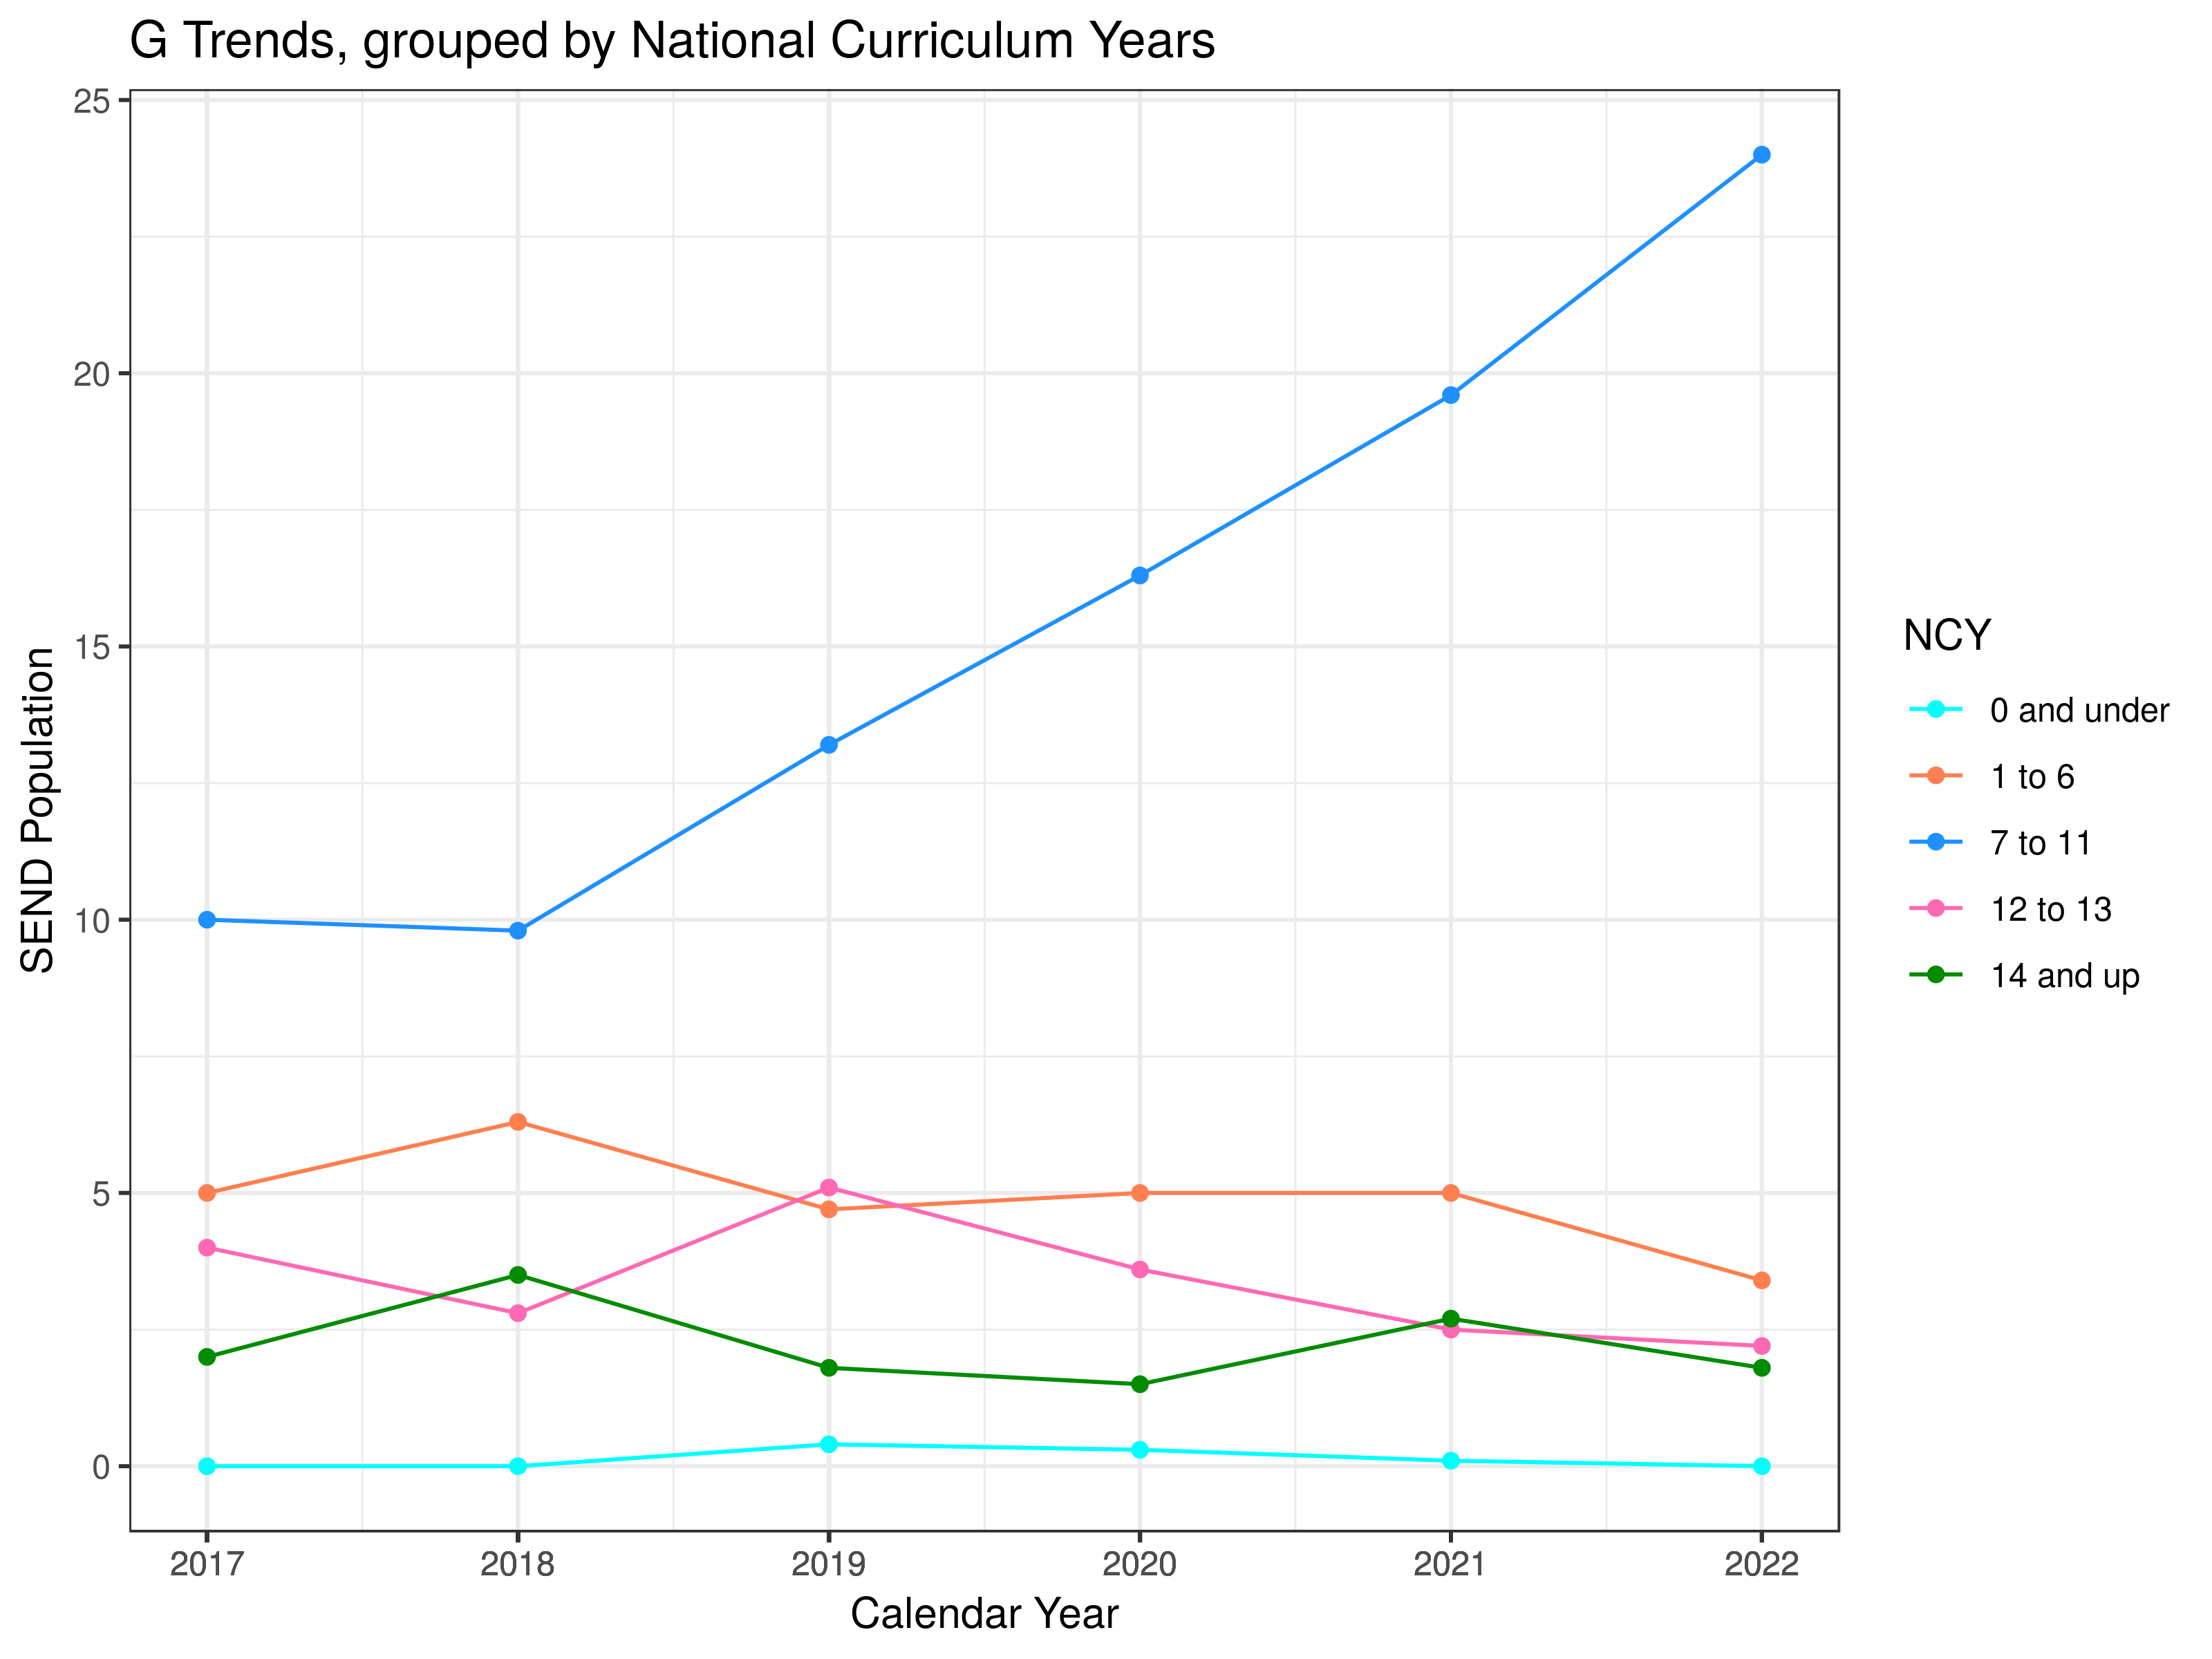 G Trends, grouped by National Curriculum Years
25
20
15
10
5
0
SEND Population
2017 2018 2019 2020 2021 2022
Calendar Year
NCY
0 and under
1 to 6
7 to 11
12 to 13
14 and up